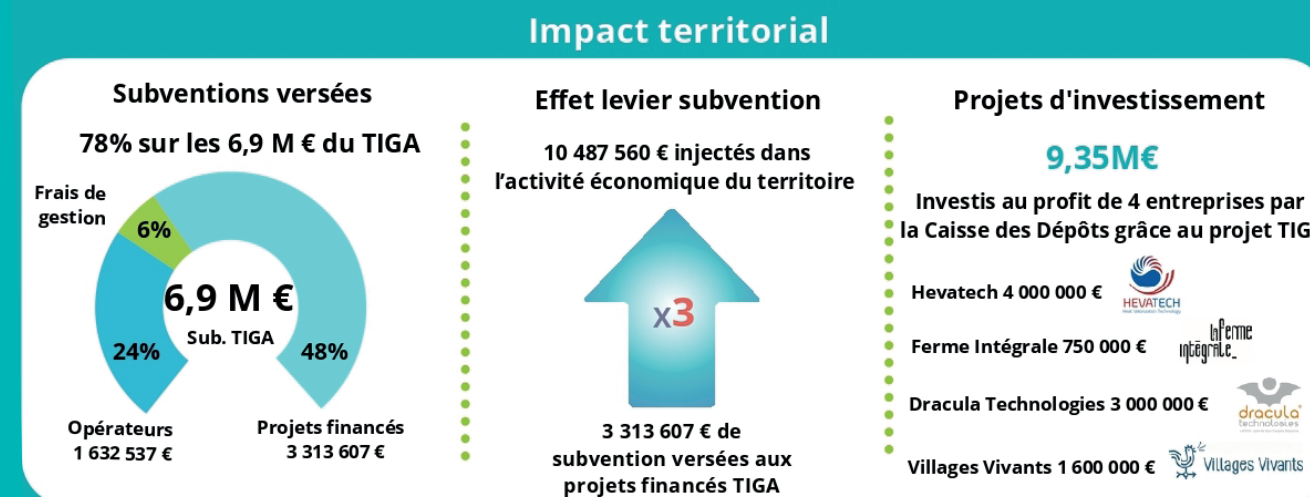 Impact territorial
Subventions versées
78% sur les 6,9 M € du TIGA
Frais de
gestion
6%
6,9 M €
Sub. TIGA
24%
48%
Opérateurs
1 632 537 €
Projets financés
3 313 607 €
Effet levier subvention
10 487 560 € injectés dans
l’activité économique du territoire
x3
3 313 607 € de
subvention versées aux
projets financés TIGA
Projets d'investissement
9,35M€
Investis au profit de 4 entreprises par
la Caisse des Dépôts grâce au projet TIG
Hevatech 4 000 000 €
HEVATECH
Heat Valorisation Technology
Ferme Intégrale 750 000 €
la Ferme
intégrale_
Dracula Technologies 3 000 000 €
dracula
technologies
Villages Vivants 1 600 000 €
Villages Vivants